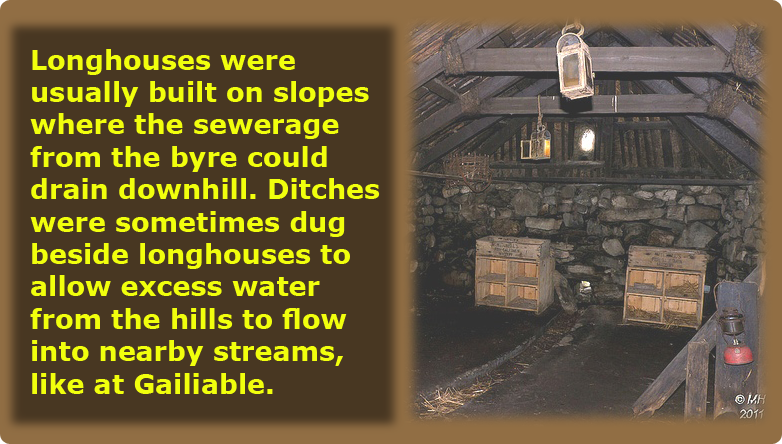 Longhouses were
usually built on slopes
where the sewerage
from the byre could
drain downhill. Ditches
were sometimes dug
beside longhouses to
allow excess water
from the hills to flow
into nearby streams,
like at Gailiable.
© MH
2011